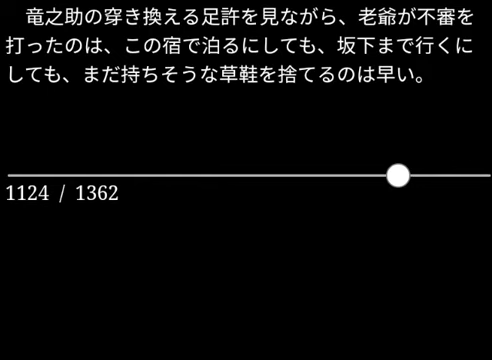 竜之助の穿き換える足許を見ながら、老爺が不審を
打ったのは、この宿で泊るにしても、坂下まで行くに
しても、まだ持ちそうな草鞋を捨てるのは早い。
1124 / 1362